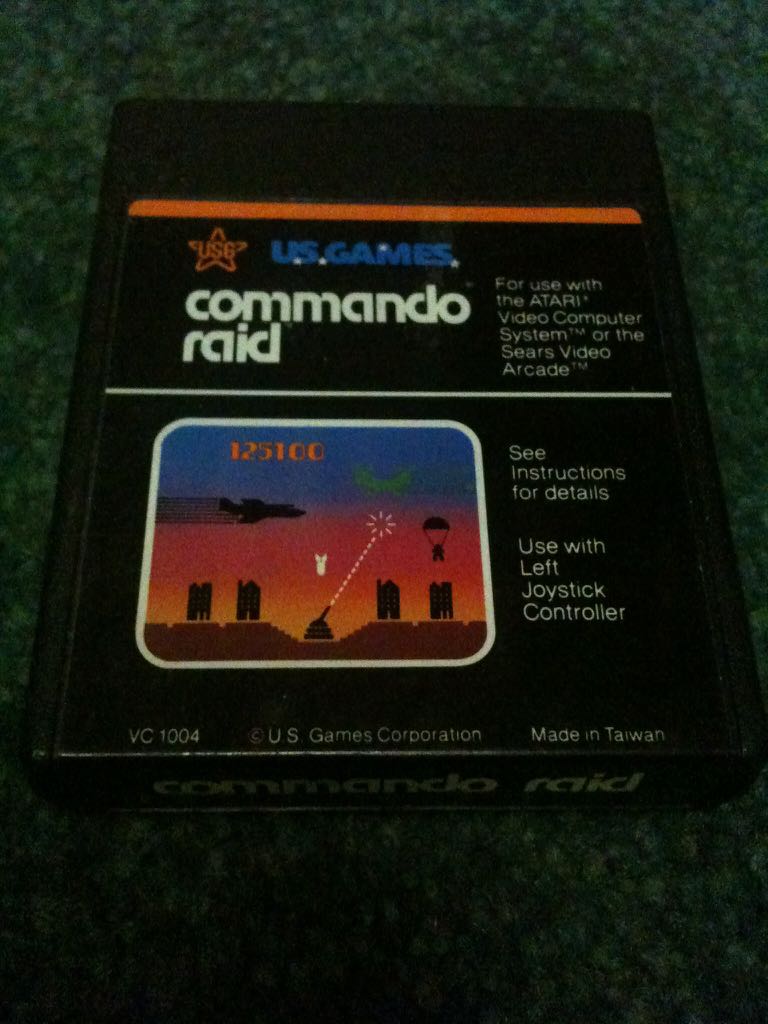 USG U.S. GAMES.
commando
raid
For use with
the ATARI®
Video Computer
System™ or the
Sears Video
Arcade™
125100
See
Instructions
for details
Use with
Left
Joystick
Controller
VC 1004 © U.S. Games Corporation Made in Taiwan
commando raid